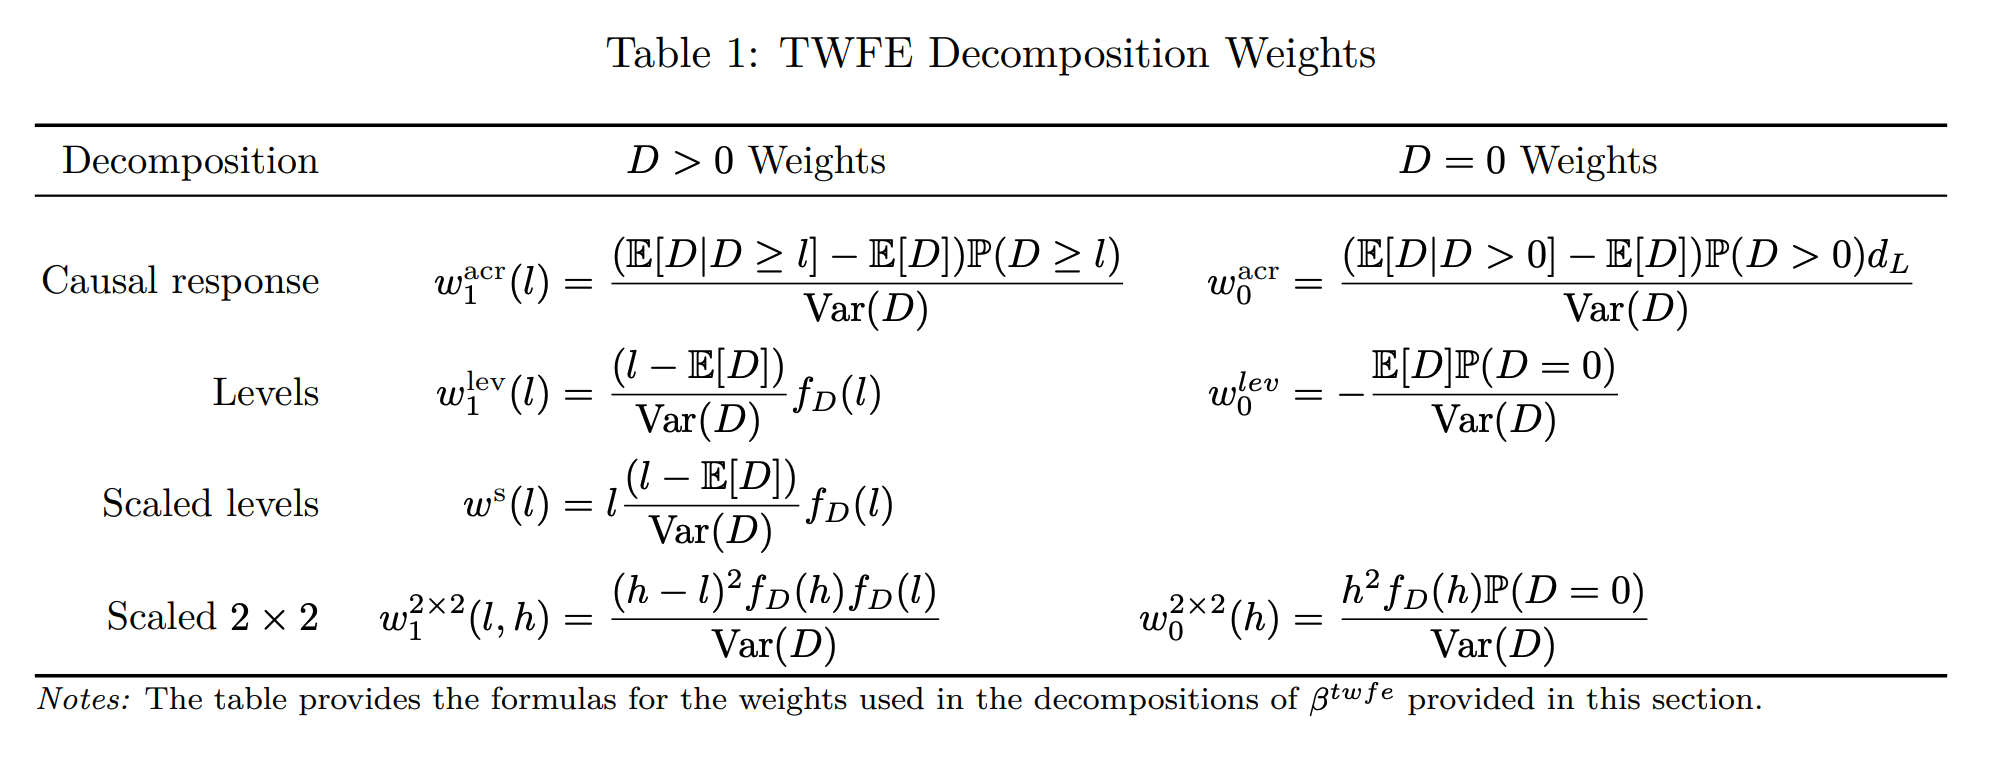 Table 1: TWFE Decomposition Weights
Decomposition D > 0 Weights D = 0 Weights
Causal response $w_1^{\text{acr}}(l) = \frac{(\mathbb{E}[D|D \geq l] - \mathbb{E}[D])\mathbb{P}(D \geq l)}{\text{Var}(D)}$ $w_0^{\text{acr}} = \frac{(\mathbb{E}[D|D > 0] - \mathbb{E}[D])\mathbb{P}(D > 0)d_L}{\text{Var}(D)}$
Levels $w_1^{\text{lev}}(l) = \frac{(l - \mathbb{E}[D])}{\text{Var}(D)} f_D(l)$ $w_0^{lev} = -\frac{\mathbb{E}[D]\mathbb{P}(D = 0)}{\text{Var}(D)}$
Scaled levels $w^{\text{s}}(l) = l\frac{(l - \mathbb{E}[D])}{\text{Var}(D)} f_D(l)$
Scaled 2 × 2 $w_1^{2 \times 2}(l, h) = \frac{(h - l)^2 f_D(h) f_D(l)}{\text{Var}(D)}$ $w_0^{2 \times 2}(h) = \frac{h^2 f_D(h)\mathbb{P}(D = 0)}{\text{Var}(D)}$
Notes: The table provides the formulas for the weights used in the decompositions of $\beta^{twfe}$ provided in this section.